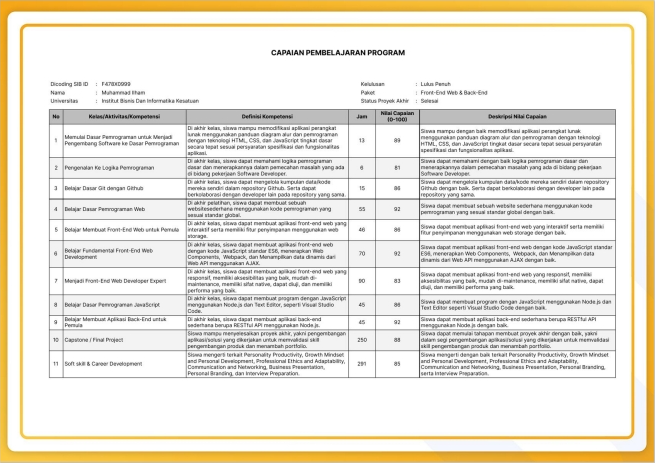 CAPAIAN PEMBELAJARAN PROGRAM
Dicoding SIB ID : F478X0999
Nama : Muhammad Ilham
Universitas : Institut Bisnis Dan Informatika Kesatuan
Kelulusan : Lulus Penuh
Paket : Front-End Web & Back-End
Status Proyek Akhir : Selesai
No Kelas/Aktivitas/Kompetensi Definisi Kompetensi Jam Nilai Capaian (0-100) Deskripsi Nilai Capaian
1
Memulai Dasar Pemrograman untuk Menjadi
Pengembang Software ke Dasar Pemrograman
Di akhir kelas, siswa mampu memodifikasi aplikasi perangkat
lunak menggunakan panduan diagram alur dan pemrograman
dengan teknologi HTML, CSS, dan JavaScript tingkat dasar
secara tepat sesuai persyaratan spesifikasi dan fungsionalitas
aplikasi.
13
89
Siswa mampu dengan baik memodifikasi aplikasi perangkat
lunak menggunakan panduan diagram alur dan pemrograman dengan teknologi
HTML, CSS, dan JavaScript tingkat dasar secara tepat sesuai persyaratan
spesifikasi dan fungsionalitas aplikasi.
2
Pengenalan Ke Logika Pemrograman
Di akhir kelas, siswa dapat memahami logika pemrograman
dasar dan menerapkannya dalam pemecahan masalah yang ada
di bidang pengembangan Software Developer.
6
81
Siswa dapat memahami dengan baik logika pemrograman dasar dan
menerapkannya dalam pemecahan masalah yang ada di bidang pekerjaan
Software Developer.
3
Belajar Dasar Git dengan Github
Di akhir kelas, siswa dapat mengelola kumpulan data/kode
mereka sendiri dalam repository Github. Serta dapat
berkolaborasi dengan developer lain pada repository yang sama.
15
86
Siswa dapat mengelola kumpulan data/kode mereka sendiri dalam repository
Github dengan baik. Serta dapat berkolaborasi dengan developer lain pada
repository yang sama.
4
Belajar Dasar Pemrograman Web
Di akhir pelatihan, siswa dapat membuat sebuah
websitesederhana menggunakan kode pemrograman yang
sesuai standar global.
55
92
Siswa dapat membuat sebuah website sederhana menggunakan kode
pemrograman yang sesuai standar global dengan baik.
5
Belajar Membuat Front-End Web untuk Pemula
Di akhir kelas, siswa dapat membuat aplikasi front-end web yang
interaktif serta memiliki fitur penyimpanan menggunakan web
storage.
46
86
Siswa dapat membuat aplikasi front-end web yang interaktif serta memiliki
fitur penyimpanan menggunakan web storage dengan baik.
6
Belajar Fundamental Front-End Web
Development
Di akhir kelas, siswa dapat membuat aplikasi front-end web
dengan kode JavaScript standar ES6, menerapkan Web
Components, Webpack, dan Menampilkan data dinamis dari
Web API menggunakan AJAX.
70
92
Siswa dapat membuat aplikasi front-end web dengan kode JavaScript standar
ES6, menerapkan Web Components, Webpack, dan Menampilkan data
dinamis dari Web API menggunakan AJAX dengan baik.
7
Menjadi Front-End Web Developer Expert
Di akhir kelas, siswa dapat membuat aplikasi front-end web yang
responsif, memiliki aksesibilitas yang baik, mudah di-
maintenance, memiliki sifat native, dapat diuji, dan memiliki
performa yang baik.
90
83
Siswa dapat membuat aplikasi front-end web yang responsif, memiliki
aksesibilitas yang baik, mudah di-maintenance, memiliki sifat native, dapat
diuji, dan memiliki performa yang baik.
8
Belajar Dasar Pemrograman JavaScript
Di akhir kelas, siswa dapat membuat program dengan JavaScript
menggunakan Node.js dan Text Editor, seperti Visual Studio
Code.
45
86
Siswa dapat membuat program dengan JavaScript menggunakan Node.js dan
Text Editor seperti Visual Studio Code dengan baik.
9
Belajar Membuat Aplikasi Back-End untuk
Pemula
Di akhir kelas, siswa dapat membuat aplikasi back-end
sederhana berupa RESTful API menggunakan Node.js.
45
92
Siswa dapat membuat aplikasi back-end sederhana berupa RESTful API
menggunakan Node.js dengan baik.
10
Capstone / Final Project
Siswa mampu menyelesaikan proyek akhir, yakni pengembangan
aplikasi/solusi yang dikerjakan untuk memvalidasi skill
pengembangan produk dan menambah portfolio.
250
88
Siswa dapat memulai tahapan membuat proyek akhir dengan baik, yakni
dalam segi pengembangan aplikasi/solusi yang dikerjakan untuk memvalidasi
skill pengembangan produk dan menambah portfolio.
11
Soft skill & Career Development
Siswa mengerti terkait Personality Productivity, Growth Mindset
and Personal Development, Professional Ethics and Adaptability,
Communication and Networking, Business Presentation,
Personal Branding, dan Interview Preparation.
291
85
Siswa mengerti dengan baik terkait Personality Productivity, Growth Mindset
and Personal Development, Professional Ethics and Adaptability,
Communication and Networking, Business Presentation, Personal Branding,
serta Interview Preparation.